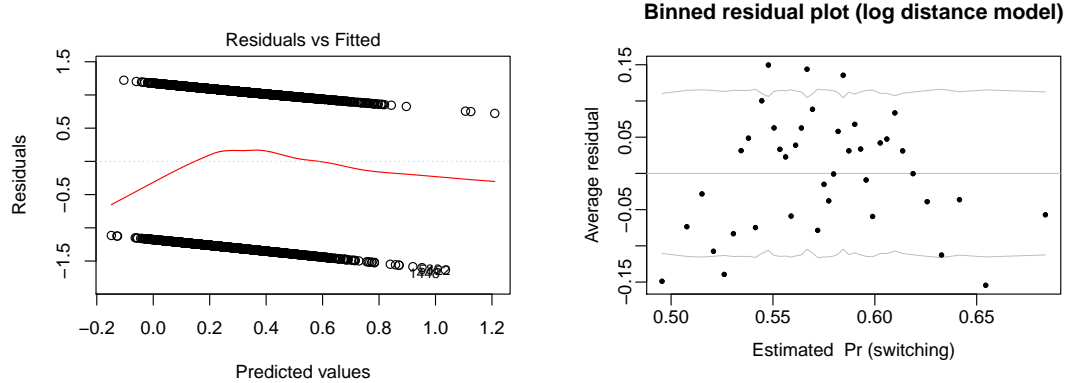 Residuals vs Fitted
1.5
0.5
−0.5
−1.5
Residuals
−0.2 0.0 0.2 0.4 0.6 0.8 1.0 1.2
Predicted values
Binned residual plot (log distance model)
0.15
0.05
−0.05
−0.15
Average residual
0.50 0.55 0.60 0.65
Estimated Pr (switching)